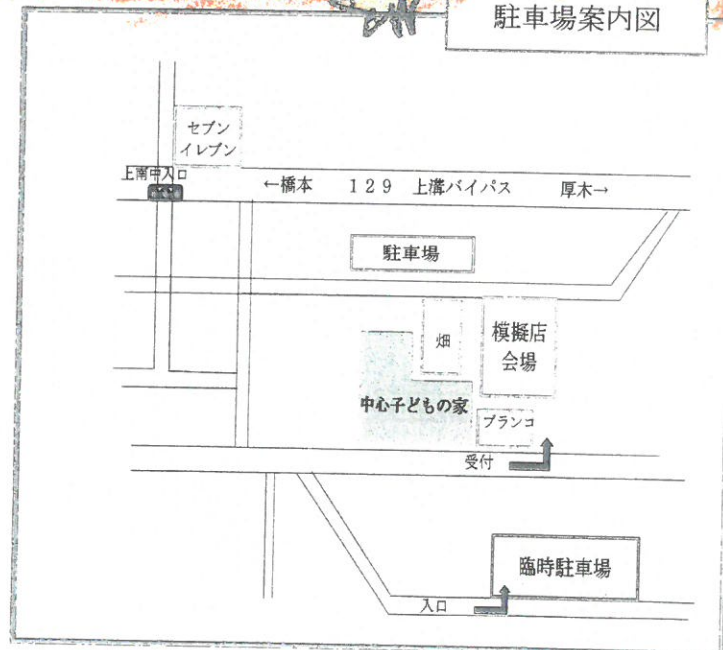 駐車場案内図
セブン
イレブン
上南中入口
←橋本 129 上溝バイパス 厚木→
駐車場
畑
模擬店
会場
中心子どもの家
ブランコ
受付
臨時駐車場
入口